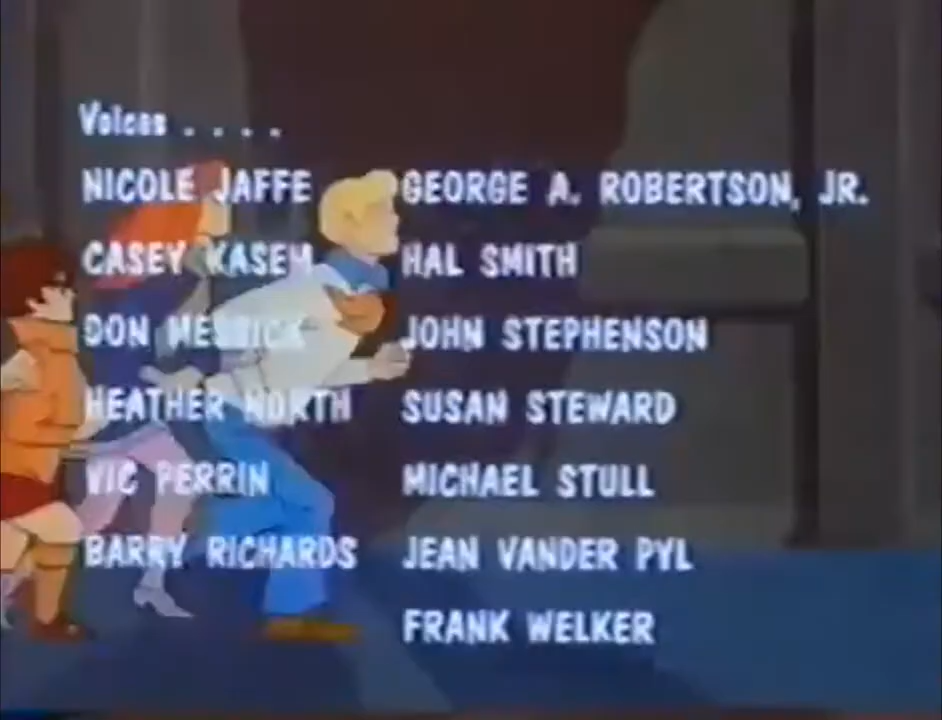 Voices . . . .
NICOLE JAFFE
CASEY KASEM
DON MESSICK
HEATHER NORTH
VIC PERRIN
BARRY RICHARDS
GEORGE A. ROBERTSON, JR.
HAL SMITH
JOHN STEPHENSON
SUSAN STEWARD
MICHAEL STULL
JEAN VANDER PYL
FRANK WELKER